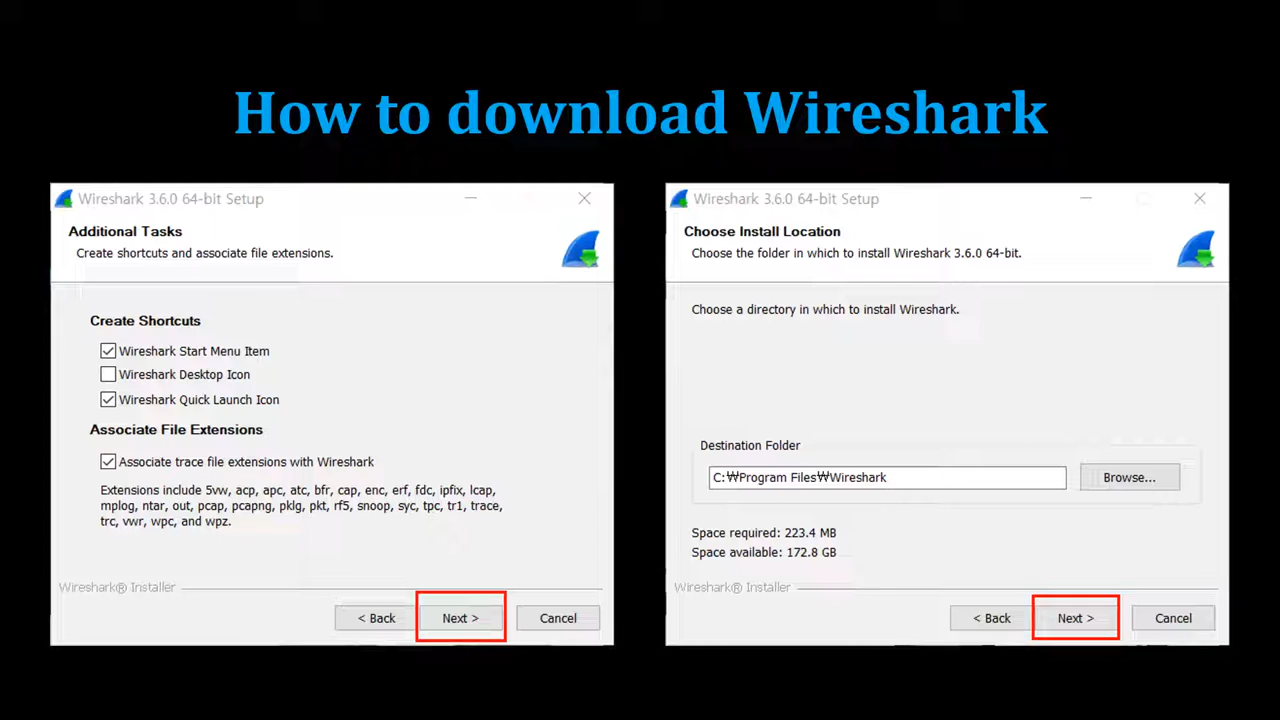 How to download Wireshark
Wireshark 3.6.0 64-bit Setup
Additional Tasks
Create shortcuts and associate file extensions.
Create Shortcuts
Wireshark Start Menu Item
Wireshark Desktop Icon
Wireshark Quick Launch Icon
Associate File Extensions
Associate trace file extensions with Wireshark
Extensions include 5vw, acp, apc, atc, bfr, cap, enc, erf, fdc, ipfix, lcap,
mplog, ntar, out, pcap, pcapng, pklg, pkt, rf5, snoop, syc, tpc, tr1, trace,
trc, vwr, wpc, and wpz.
Wireshark® Installer
< Back
Next >
Cancel
Wireshark 3.6.0 64-bit Setup
Choose Install Location
Choose the folder in which to install Wireshark 3.6.0 64-bit.
Choose a directory in which to install Wireshark.
Destination Folder
C:₩Program Files₩Wireshark
Browse...
Space required: 223.4 MB
Space available: 172.8 GB
Wireshark® Installer
< Back
Next >
Cancel